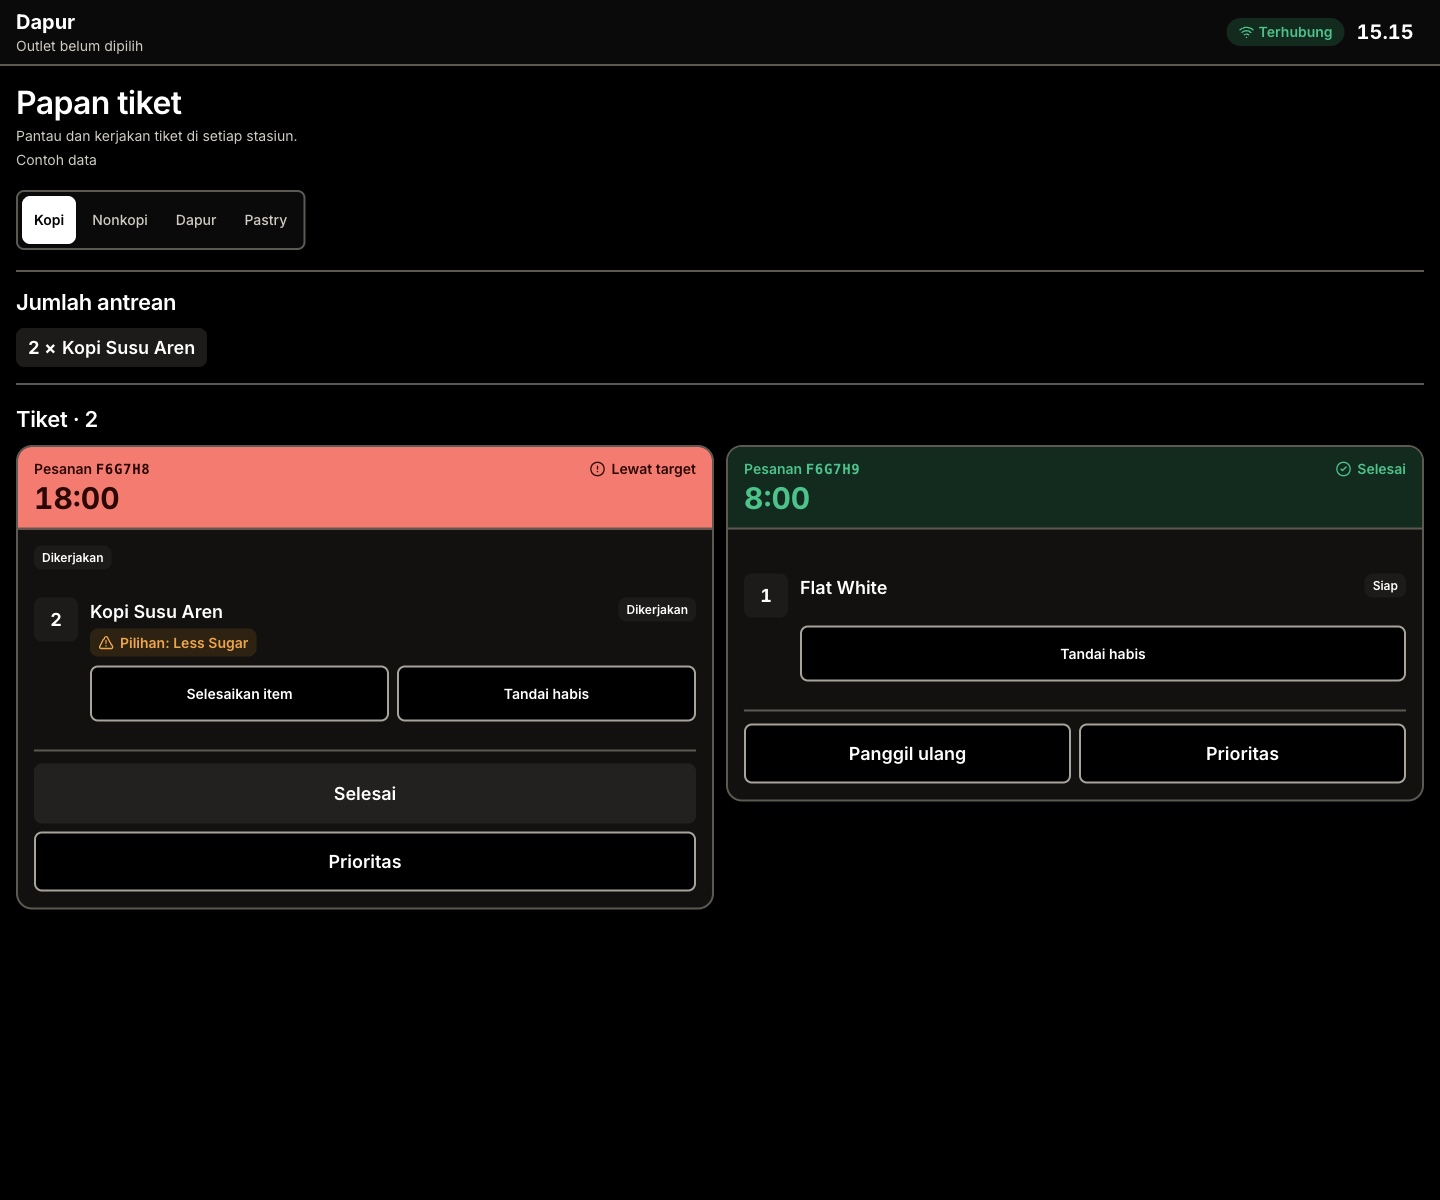 Dapur
Outlet belum dipilih
Terhubung
15.15
Papan tiket
Pantau dan kerjakan tiket di setiap stasiun.
Contoh data
Kopi Nonkopi Dapur Pastry
Jumlah antrean
2 × Kopi Susu Aren
Tiket · 2
Pesanan F6G7H8
Lewat target
18:00
Dikerjakan
2 Kopi Susu Aren
Dikerjakan
Pilihan: Less Sugar
Selesaikan item
Tandai habis
Selesai
Prioritas
Pesanan F6G7H9
Selesai
8:00
1 Flat White
Siap
Tandai habis
Panggil ulang
Prioritas